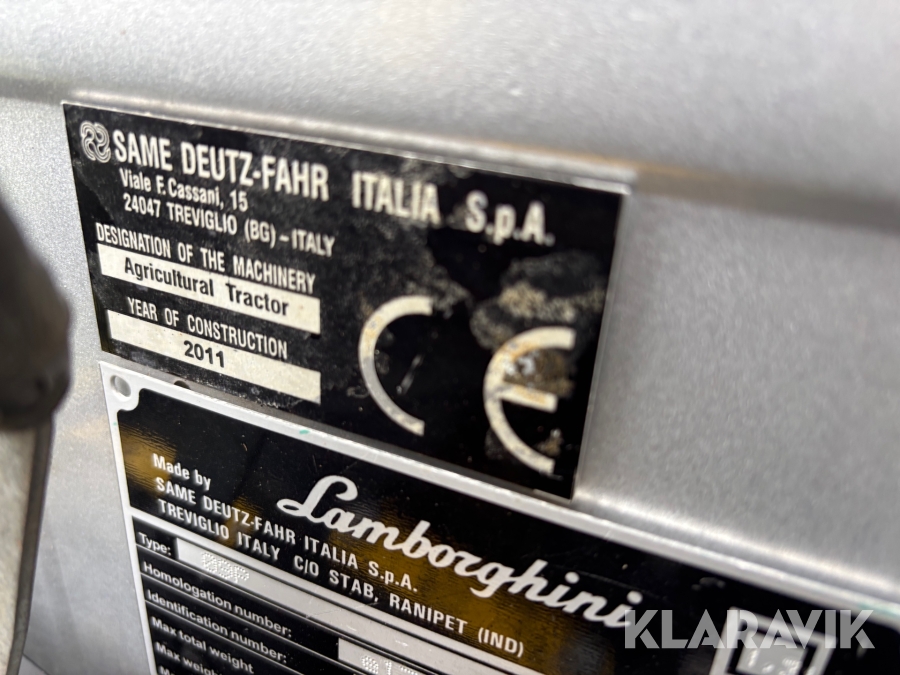 SAME DEUTZ-FAHR ITALIA S.p.A.
Viale F. Cassani, 15
24047 TREVIGLIO (BG) - ITALY
DESIGNATION OF THE MACHINERY
Agricultural Tractor
YEAR OF CONSTRUCTION
2011
CE
Lamborghini
Made by
SAME DEUTZ-FAHR ITALIA S.p.A.
TREVIGLIO ITALY C/O STAB, RANIPET (IND)
Type:
Homologation number:
Identification number:
Max total weight
Max weight
KLARAVIK